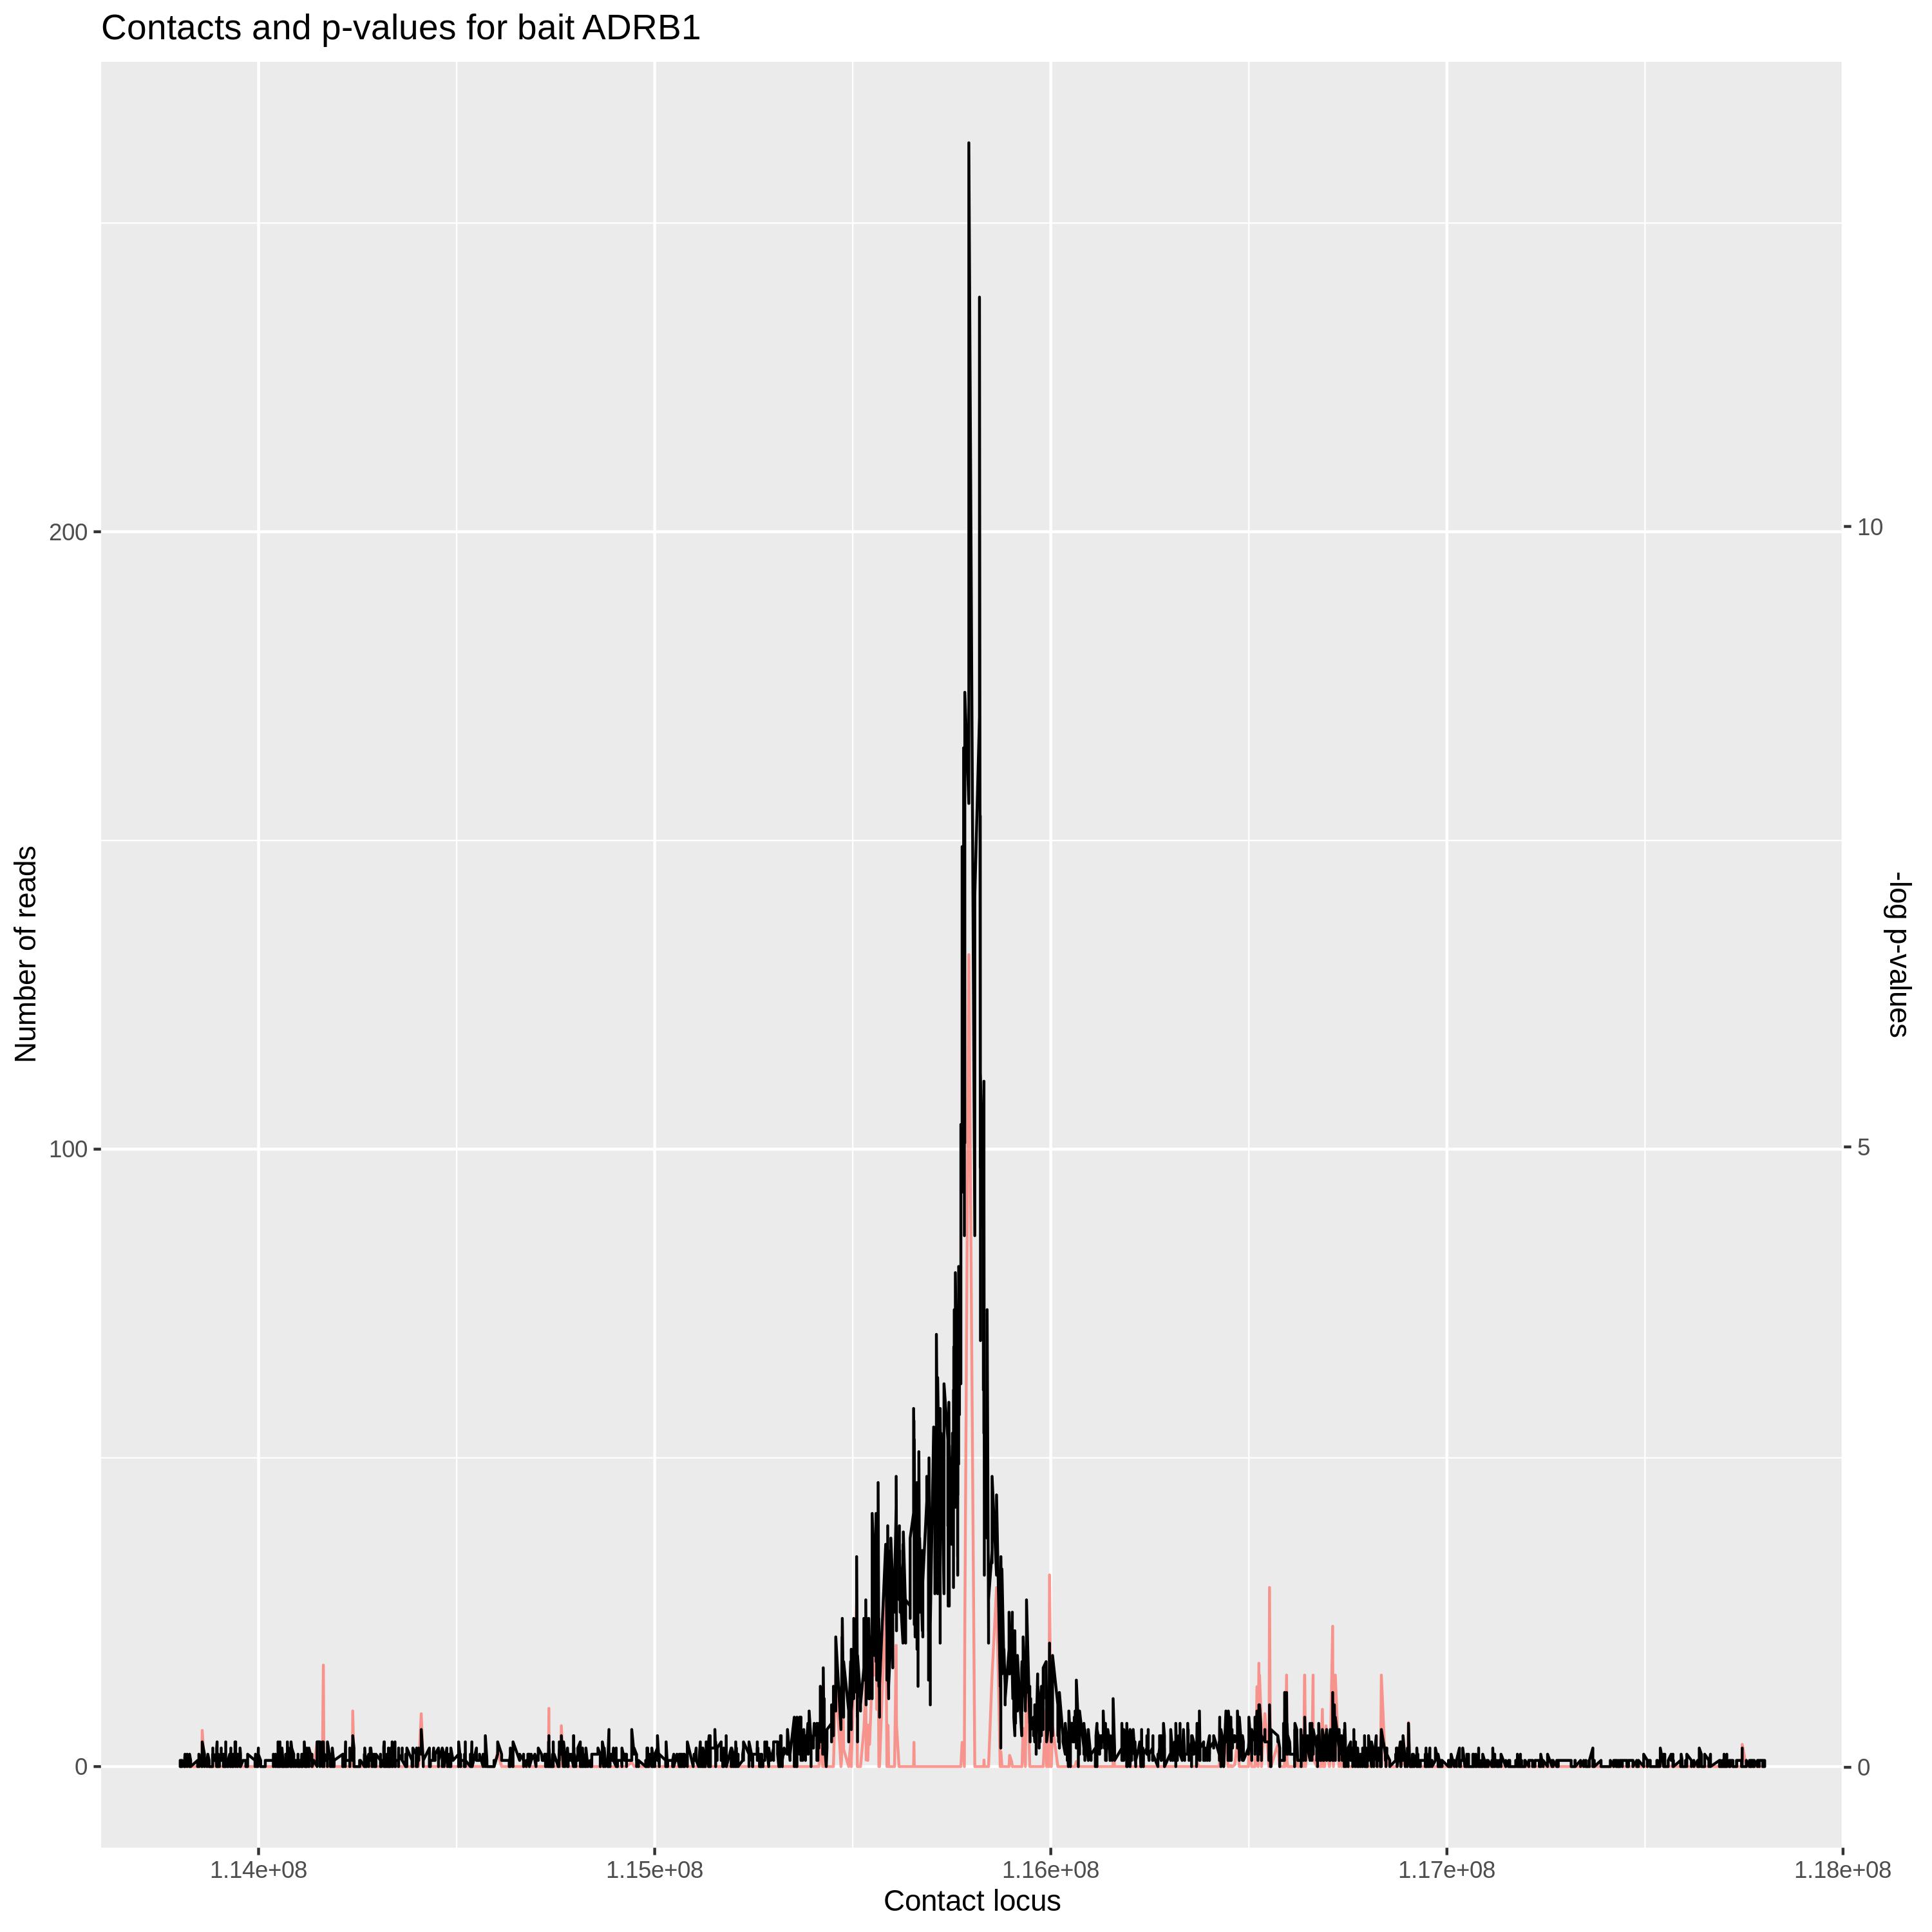 Contacts and p-values for bait ADRB1
Number of reads
200
100
0
10
5
0
-log p-values
1.14e+08
1.15e+08
1.16e+08
1.17e+08
1.18e+08
Contact locus